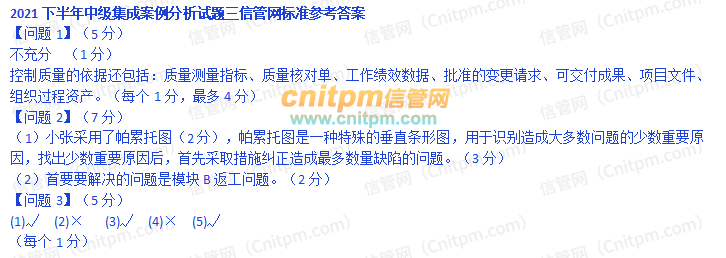 2021 下半年中级集成案例分析试题三信管网标准参考答案
【问题 1】（5 分）
不充分 （1 分）
控制质量的依据还包括：质量测量指标、质量核对单、工作绩效数据、批准的变更请求、可交付成果、项目文件、
组织过程资产。（每个 1 分，最多 4 分）
cnitpm信管网
www.cnitpm.com
【问题 2】（7 分）
（1）小张采用了帕累托图（2 分），帕累托图是一种特殊的垂直条形图，用于识别造成大多数问题的少数重要原
因，找出少数重要原因后，首先采取措施纠正造成最多数量缺陷的问题。（3 分）
（2）首要要解决的问题是模块 B 返工问题。（2 分）
【问题 3】（5 分）
(1)✓ (2)× (3)✓ (4)× (5)✓
（每个 1 分）
信管网（Cnitpm.com）